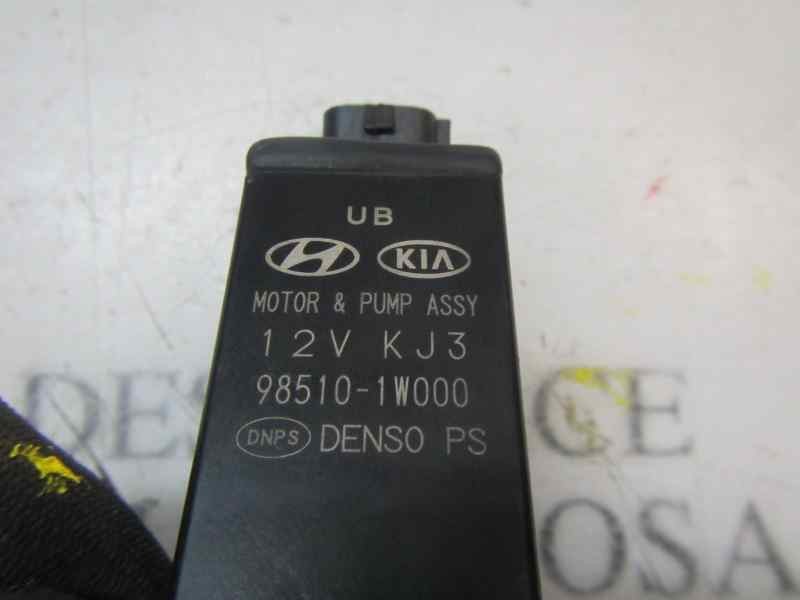 UB
KIA
MOTOR & PUMP ASSY
12V KJ3
98510-1W000
DNPS DENSO PS